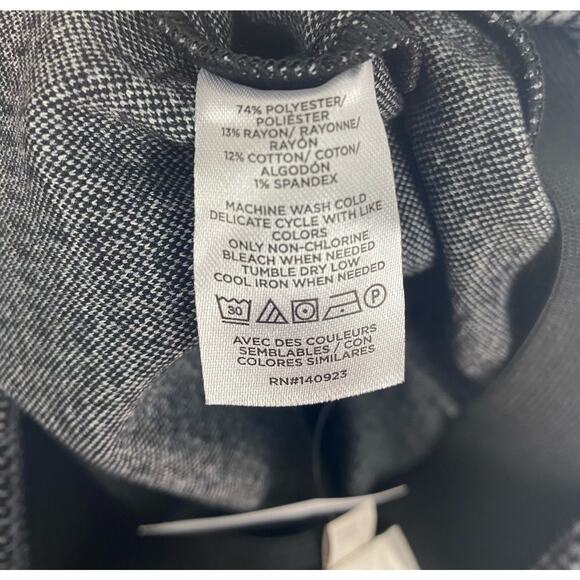 74% POLYESTER/
POLIÉSTER
13% RAYON/ RAYONNE/
RAYÓN
12% COTTON/ COTON/
ALGODÓN
1% SPANDEX
MACHINE WASH COLD
DELICATE CYCLE WITH LIKE
COLORS
ONLY NON-CHLORINE
BLEACH WHEN NEEDED
TUMBLE DRY LOW
COOL IRON WHEN NEEDED
30 P
AVEC DES COULEURS
SEMBLABLES / CON
COLORES SIMILARES
RN#140923